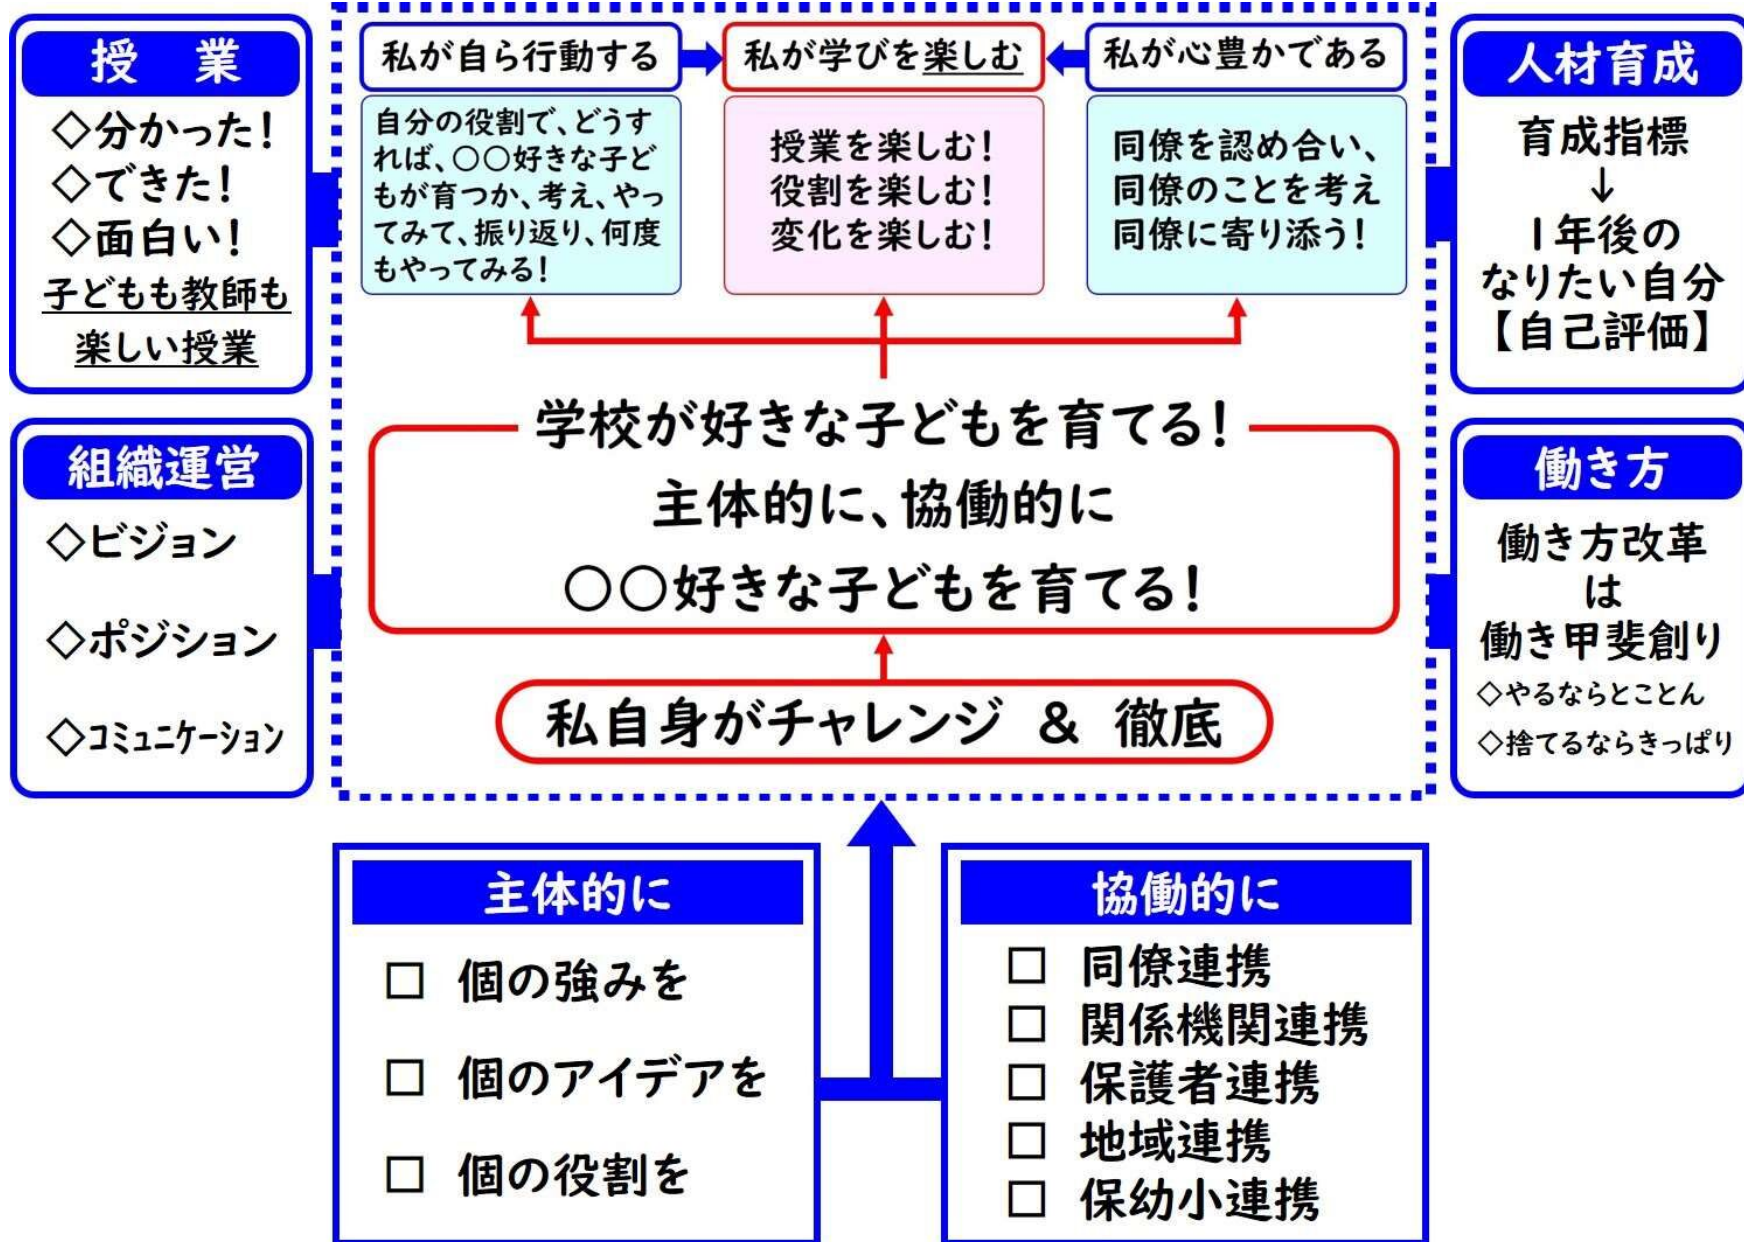 授　業
◇分かった！
◇できた！
◇面白い！
子どもも教師も
楽しい授業
組織運営
◇ビジョン
◇ポジション
◇コミュニケーション
私が自ら行動する
自分の役割で、どうす
れば、〇〇好きな子ど
もが育つか、考え、やっ
てみて、振り返り、何度
もやってみる！
私が学びを楽しむ
授業を楽しむ！
役割を楽しむ！
変化を楽しむ！
私が心豊かである
同僚を認め合い、
同僚のことを考え
同僚に寄り添う！
学校が好きな子どもを育てる！
主体的に、協働的に
〇〇好きな子どもを育てる！
私自身がチャレンジ ＆ 徹底
人材育成
育成指標
↓
1年後の
なりたい自分
【自己評価】
働き方
働き方改革
は
働き甲斐創り
◇やるならとことん
◇捨てるならきっぱり
主体的に
□ 個の強みを
□ 個のアイデアを
□ 個の役割を
協働的に
□ 同僚連携
□ 関係機関連携
□ 保護者連携
□ 地域連携
□ 保幼小連携